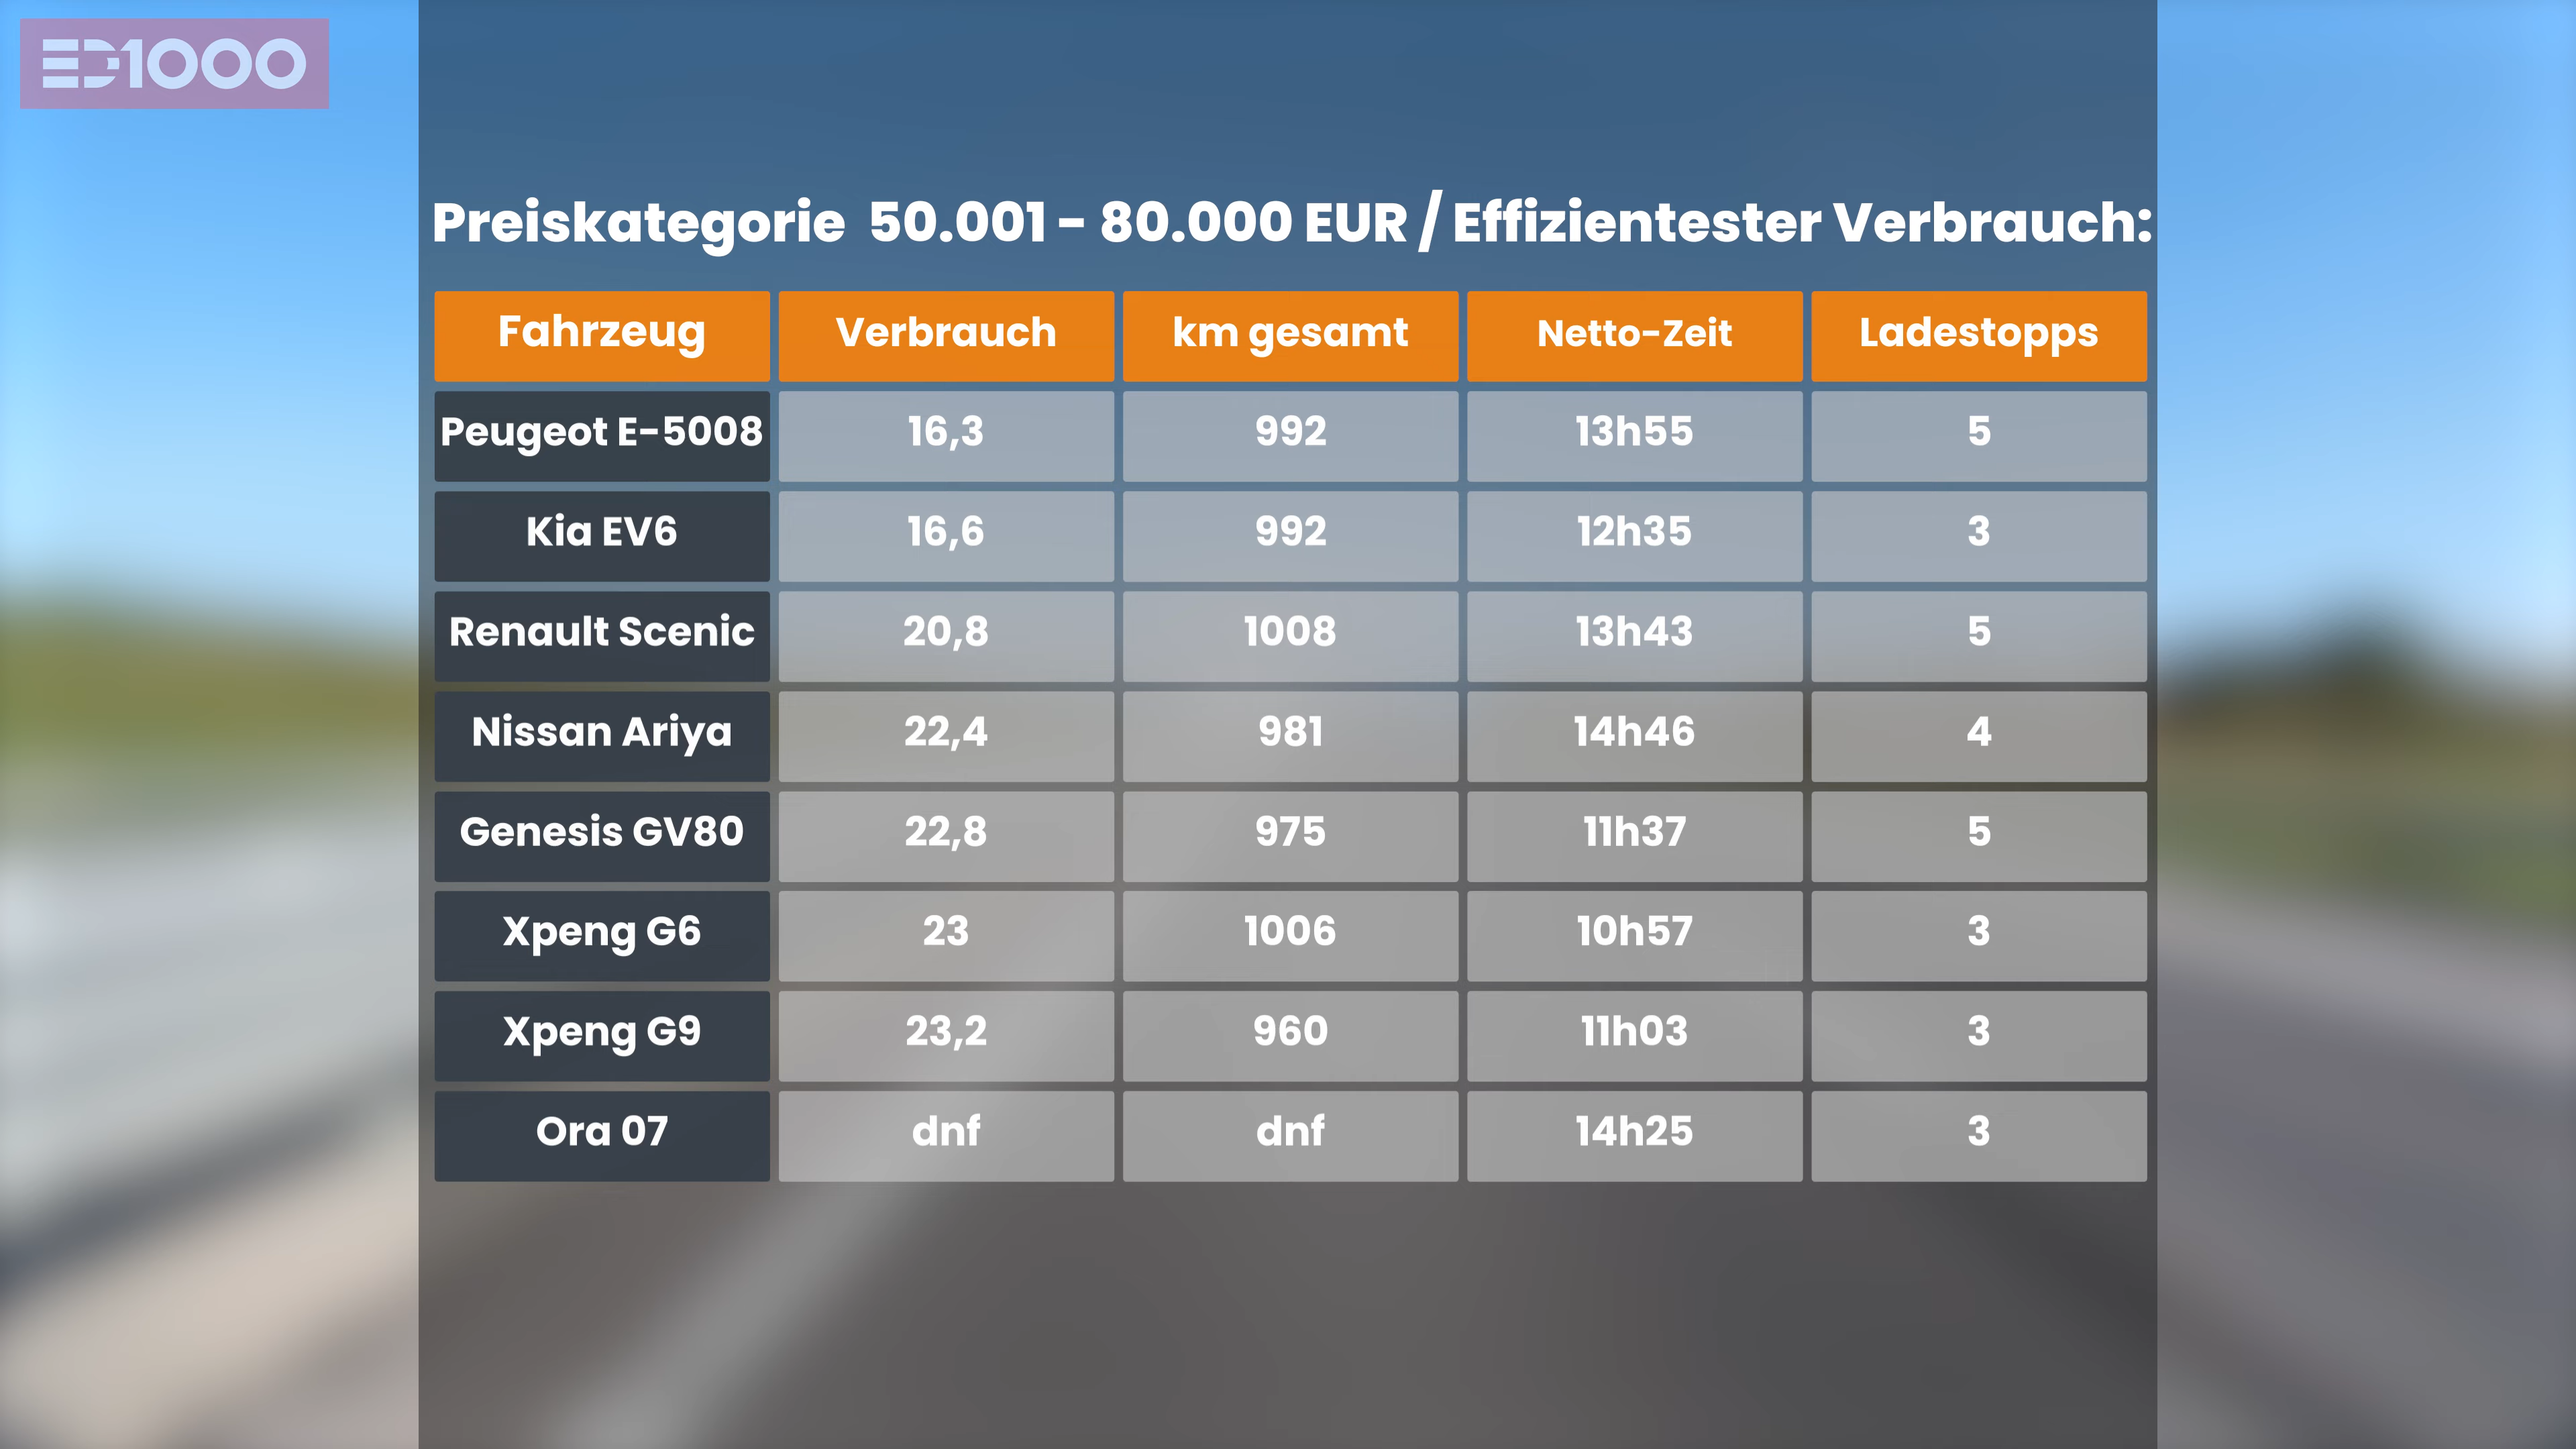 ED1000
Preiskategorie 50.001 - 80.000 EUR / Effizientester Verbrauch:
Fahrzeug Verbrauch km gesamt Netto-Zeit Ladestopps
Peugeot E-5008 16,3 992 13h55 5
Kia EV6 16,6 992 12h35 3
Renault Scenic 20,8 1008 13h43 5
Nissan Ariya 22,4 981 14h46 4
Genesis GV80 22,8 975 11h37 5
Xpeng G6 23 1006 10h57 3
Xpeng G9 23,2 960 11h03 3
Ora 07 dnf dnf 14h25 3